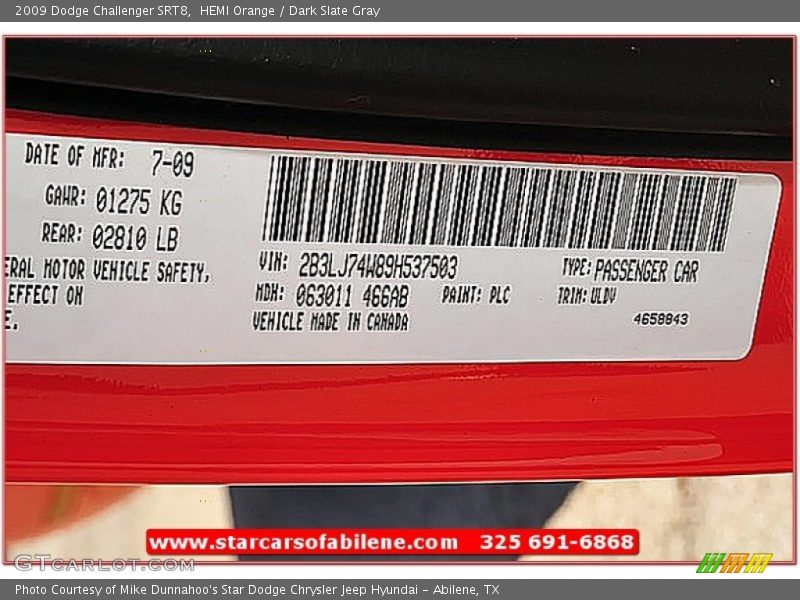 2009 Dodge Challenger SRT8, HEMI Orange / Dark Slate Gray
DATE OF MFR: 7-09
GAWR: 01275 KG
REAR: 02810 LB
ERAL MOTOR VEHICLE SAFETY,
EFFECT ON
E.
VIN: 2B3LJ74W89H537503
TYPE: PASSENGER CAR
MDH: 063011 466AB
PAINT: PLC
TRIM: ULDV
VEHICLE MADE IN CANADA
4658843
www.starcarsofabilene.com 325 691-6868
GTCARLOT.COM
Photo Courtesy of Mike Dunnahoo's Star Dodge Chrysler Jeep Hyundai - Abilene, TX